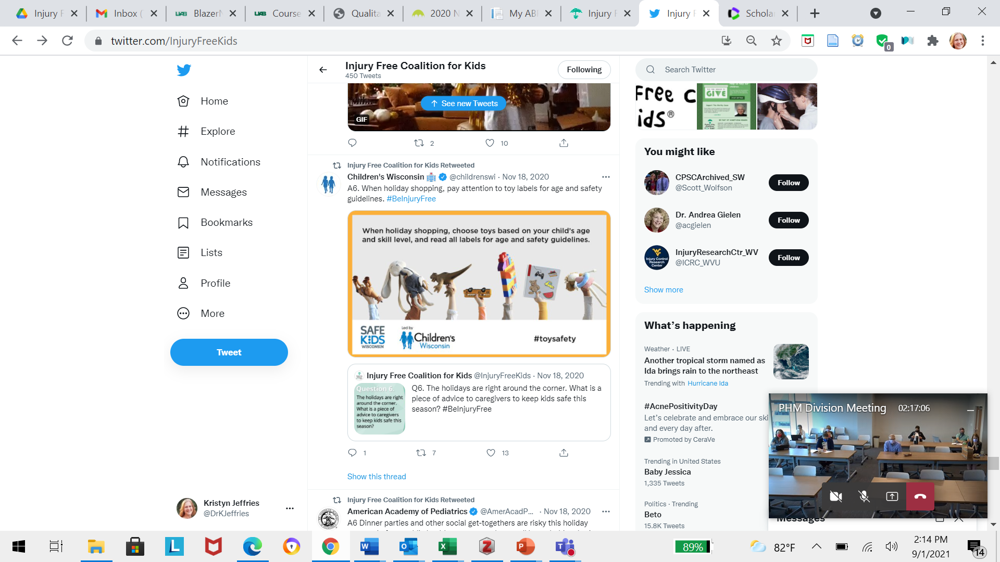 Injury F
Inbox (
BlazerN
Course
Qualita
2020 N
My ABI
Injury F
Injury F
Schola
twitter.com/InjuryFreeKids
0
Home
Explore
Notifications
Messages
Bookmarks
Lists
Profile
More
Tweet
Kristyn Jeffries
@DrKJeffries
Injury Free Coalition for Kids
450 Tweets
Following
See new Tweets
GIF
2
10
Injury Free Coalition for Kids Retweeted
Children's Wisconsin @childrenswi · Nov 18, 2020
A6. When holiday shopping, pay attention to toy labels for age and safety
guidelines. #BeInjuryFree
When holiday shopping, choose toys based on your child's age
and skill level, and read all labels for age and safety guidelines.
SAFE
KIDS
WISCONSIN
Led by
Children's
Wisconsin
#toysafety
Injury Free Coalition for Kids @InjuryFreeKids · Nov 18, 2020
Question 6.
The holidays are right
around the corner.
What is a piece of
advice to caregivers
to keep kids safe this
season?
Q6. The holidays are right around the corner. What is a
piece of advice to caregivers to keep kids safe this
season? #BeInjuryFree
1
7
13
Show this thread
Injury Free Coalition for Kids Retweeted
American Academy of Pediatrics @AmerAcadP... · Nov 18, 2020
A6 Dinner parties and other social get-togethers are risky this holiday
Search Twitter
Free C
ids®
GIVE
You might like
CPSCArchived_SW
@Scott_Wolfson
Follow
Dr. Andrea Gielen
@acgielen
Follow
Injury Control
Research
Center
InjuryResearchCtr_WV
@ICRC_WVU
Follow
Show more
What's happening
Weather · LIVE
Another tropical storm named as
Ida brings rain to the northeast
Trending with Hurricane Ida
#AcnePositivityDay
Let's celebrate and embrace our ski
and every day after.
Promoted by CeraVe
Trending in United States
Baby Jessica
1,335 Tweets
Politics · Trending
Beto
15.8K Tweets
PHM Division Meeting 02:17:06
Messages
89%
82°F
2:14 PM
9/1/2021
14